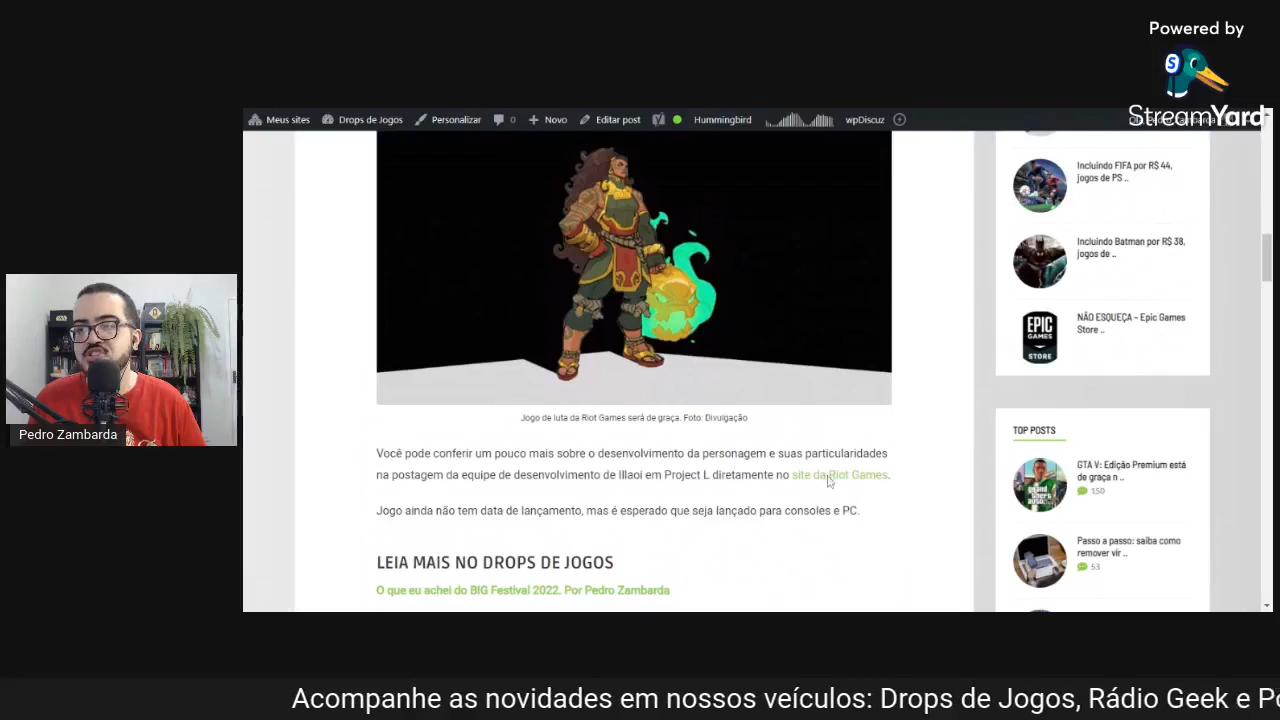 Powered by
StreamYard
Meus sites
Drops de Jogos
Personalizar
0
Novo
Editar post
Hummingbird
wpDiscuz
Incluindo FIFA por R$ 44,
jogos de PS ..
Incluindo Batman por R$ 38,
jogos de ..
EPIC
GAMES
STORE
NÃO ESQUEÇA – Epic Games
Store ..
Jogo de luta da Riot Games será de graça. Foto: Divulgação
Você pode conferir um pouco mais sobre o desenvolvimento da personagem e suas particularidades
na postagem da equipe de desenvolvimento de Illaoi em Project L diretamente no site da Riot Games.
Jogo ainda não tem data de lançamento, mas é esperado que seja lançado para consoles e PC.
LEIA MAIS NO DROPS DE JOGOS
O que eu achei do BIG Festival 2022. Por Pedro Zambarda
TOP POSTS
GTA V: Edição Premium está
de graça n ..
150
Passo a passo: saiba como
remover vir ..
53
Pedro Zambarda
Acompanhe as novidades em nossos veículos: Drops de Jogos, Rádio Geek e